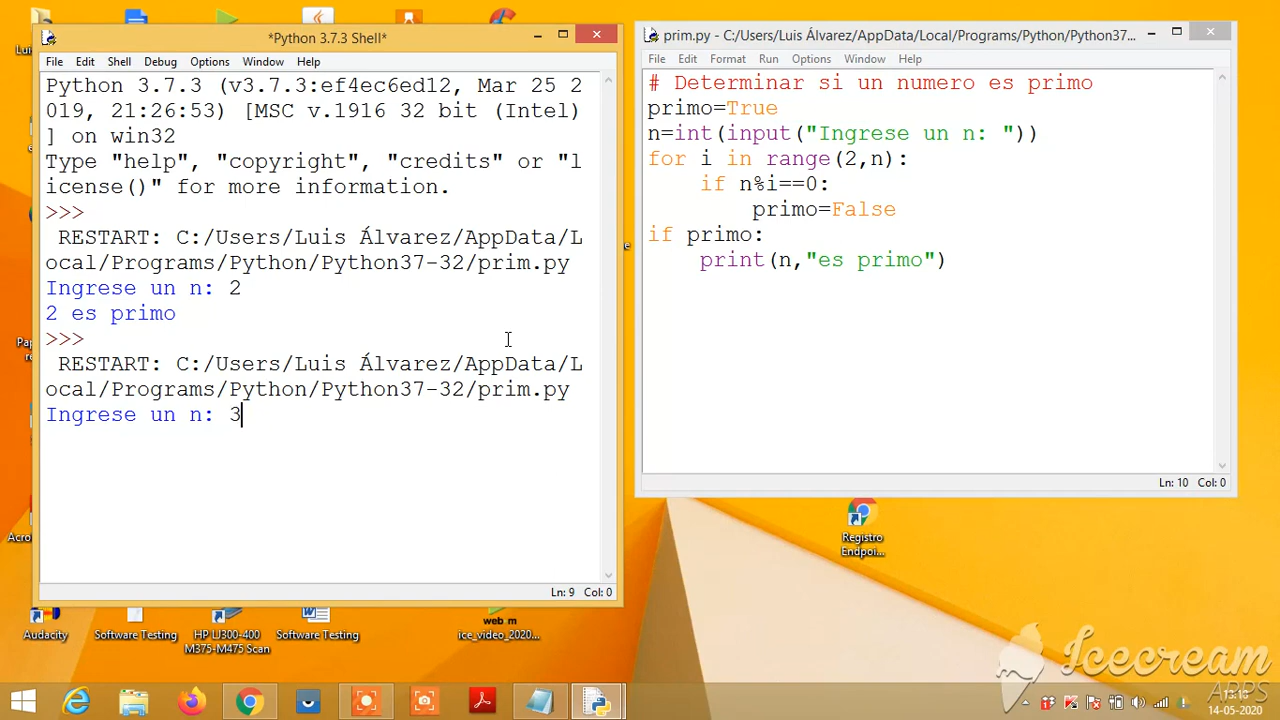 *Python 3.7.3 Shell*
File Edit Shell Debug Options Window Help
Python 3.7.3 (v3.7.3:ef4ec6ed12, Mar 25 2
019, 21:26:53) [MSC v.1916 32 bit (Intel)
] on win32
Type "help", "copyright", "credits" or "l
icense()" for more information.
>>>
RESTART: C:/Users/Luis Álvarez/AppData/L
ocal/Programs/Python/Python37-32/prim.py
Ingrese un n: 2
2 es primo
>>>
RESTART: C:/Users/Luis Álvarez/AppData/L
ocal/Programs/Python/Python37-32/prim.py
Ingrese un n: 3
Ln: 9 Col: 0
prim.py - C:/Users/Luis Álvarez/AppData/Local/Programs/Python/Python37...
File Edit Format Run Options Window Help
# Determinar si un numero es primo
primo=True
n=int(input("Ingrese un n: "))
for i in range(2,n):
    if n%i==0:
        primo=False
if primo:
    print(n,"es primo")
Ln: 10 Col: 0
Registro
Endpoi...
Audacity
Software Testing
HP LJ300-400
M375-M475 Scan
Software Testing
web m
ice_video_2020...
Icecream
APPS
13:18
14-05-2020